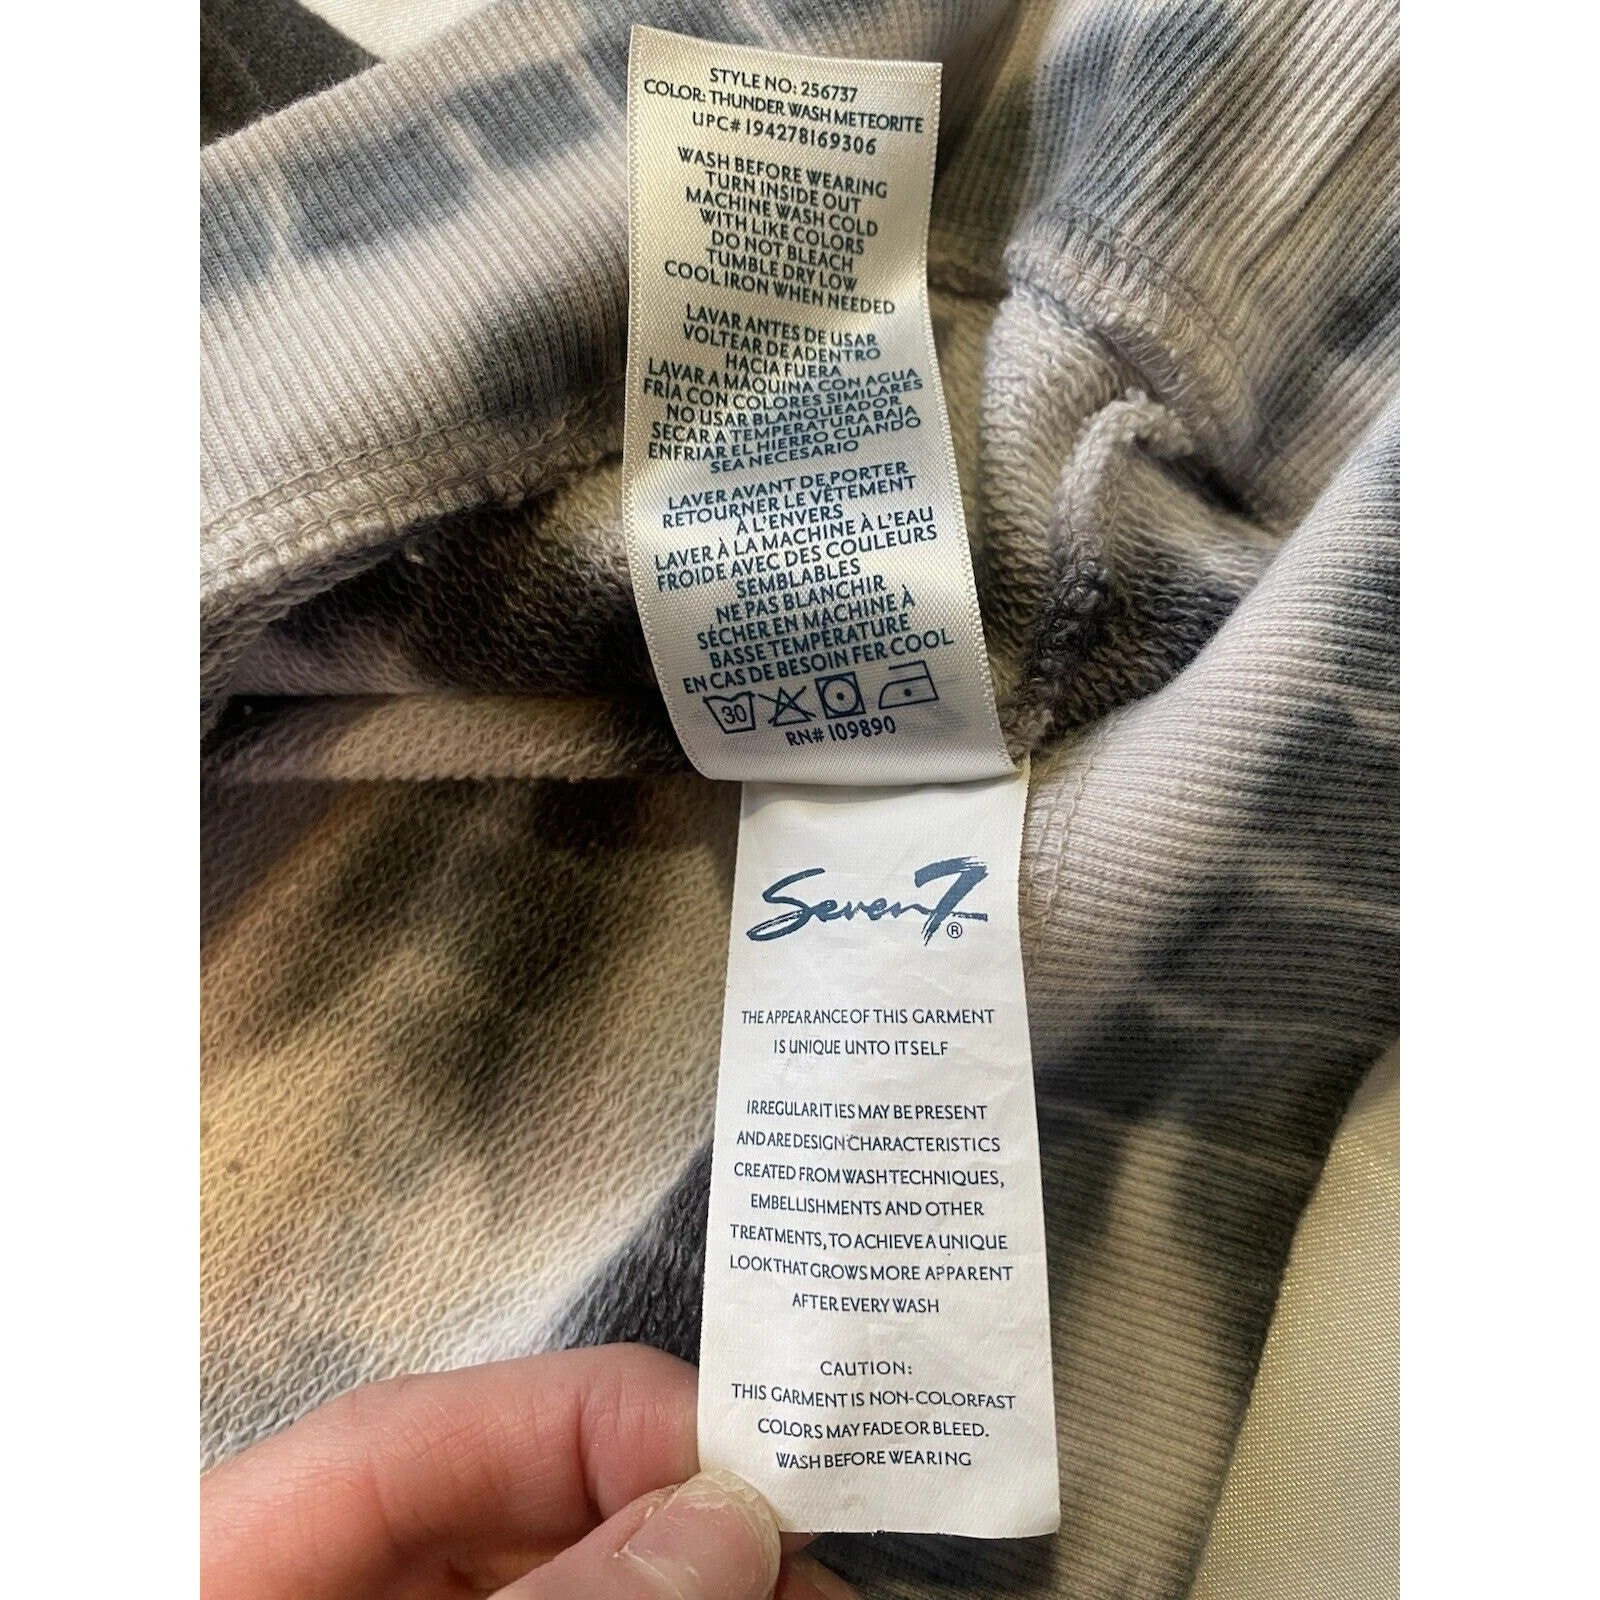 STYLE NO: 256737
COLOR: THUNDER WASH METEORITE
UPC# 194278169306
WASH BEFORE WEARING
TURN INSIDE OUT
MACHINE WASH COLD
WITH LIKE COLORS
DO NOT BLEACH
TUMBLE DRY LOW
COOL IRON WHEN NEEDED
LAVAR ANTES DE USAR
VOLTEAR DE ADENTRO
HACIA FUERA
LAVAR A MÁQUINA CON AGUA
FRÍA CON COLORES SIMILARES
NO USAR BLANQUEADOR
SECAR A TEMPERATURA BAJA
ENFRIAR EL HIERRO CUANDO
SEA NECESARIO
LAVER AVANT DE PORTER
RETOURNER LE VÊTEMENT
À L'ENVERS
LAVER À LA MACHINE À L'EAU
FROIDE AVEC DES COULEURS
SEMBLABLES
NE PAS BLANCHIR
SÉCHER EN MACHINE À
BASSE TEMPÉRATURE
EN CAS DE BESOIN FER COOL
30
RN# 109890
Seven7®
THE APPEARANCE OF THIS GARMENT
IS UNIQUE UNTO ITSELF
IRREGULARITIES MAY BE PRESENT
AND ARE DESIGN CHARACTERISTICS
CREATED FROM WASH TECHNIQUES,
EMBELLISHMENTS AND OTHER
TREATMENTS, TO ACHIEVE A UNIQUE
LOOK THAT GROWS MORE APPARENT
AFTER EVERY WASH
CAUTION:
THIS GARMENT IS NON-COLORFAST
COLORS MAY FADE OR BLEED.
WASH BEFORE WEARING